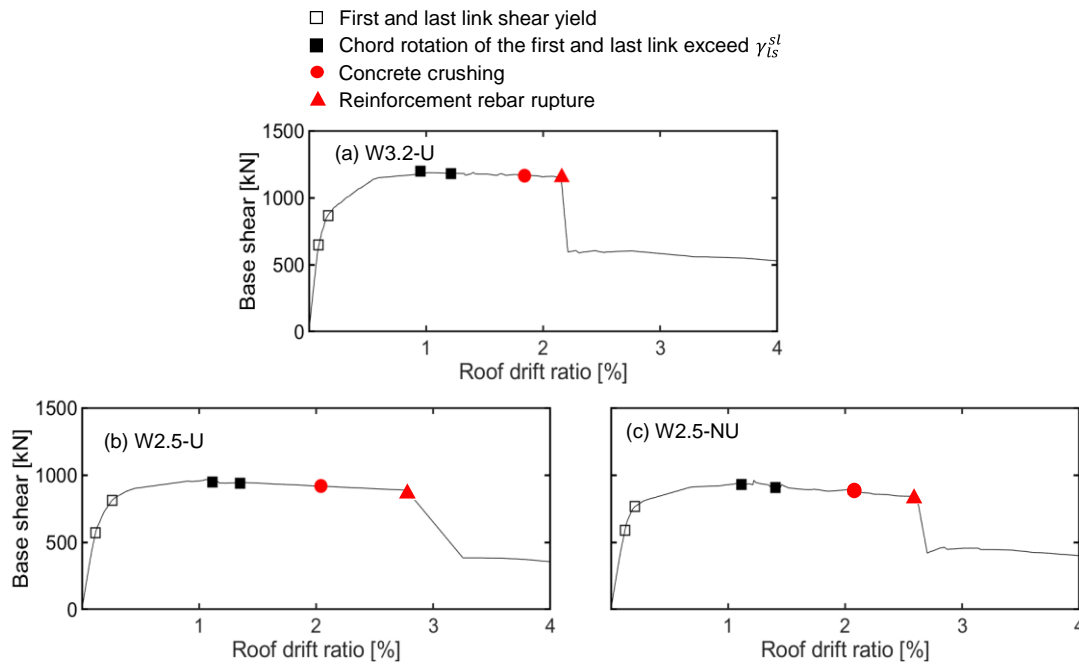 First and last link shear yield
Chord rotation of the first and last link exceed γ_ls^sl
Concrete crushing
Reinforcement rebar rupture
(a) W3.2-U
Base shear [kN]
1500
1000
500
0
1 2 3 4
Roof drift ratio [%]
(b) W2.5-U
Base shear [kN]
1500
1000
500
0
1 2 3 4
Roof drift ratio [%]
(c) W2.5-NU
1 2 3 4
Roof drift ratio [%]